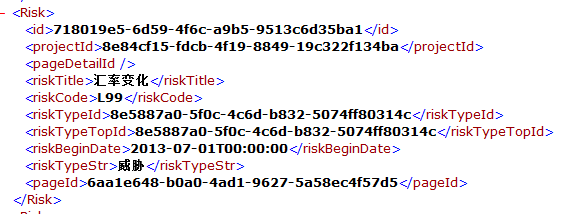 - <Risk>
<id>718019e5-6d59-4f6c-a9b5-9513c6d35ba1</id>
<projectId>8e84cf15-fdcb-4f19-8849-19c322f134ba</projectId>
<pageDetailId />
<riskTitle>汇率变化</riskTitle>
<riskCode>L99</riskCode>
<riskTypeId>8e5887a0-5f0c-4c6d-b832-5074ff80314c</riskTypeId>
<riskTypeTopId>8e5887a0-5f0c-4c6d-b832-5074ff80314c</riskTypeTopId>
<riskBeginDate>2013-07-01T00:00:00</riskBeginDate>
<riskTypeStr>威胁</riskTypeStr>
<pageId>6aa1e648-b0a0-4ad1-9627-5a58ec4f57d5</pageId>
</Risk>